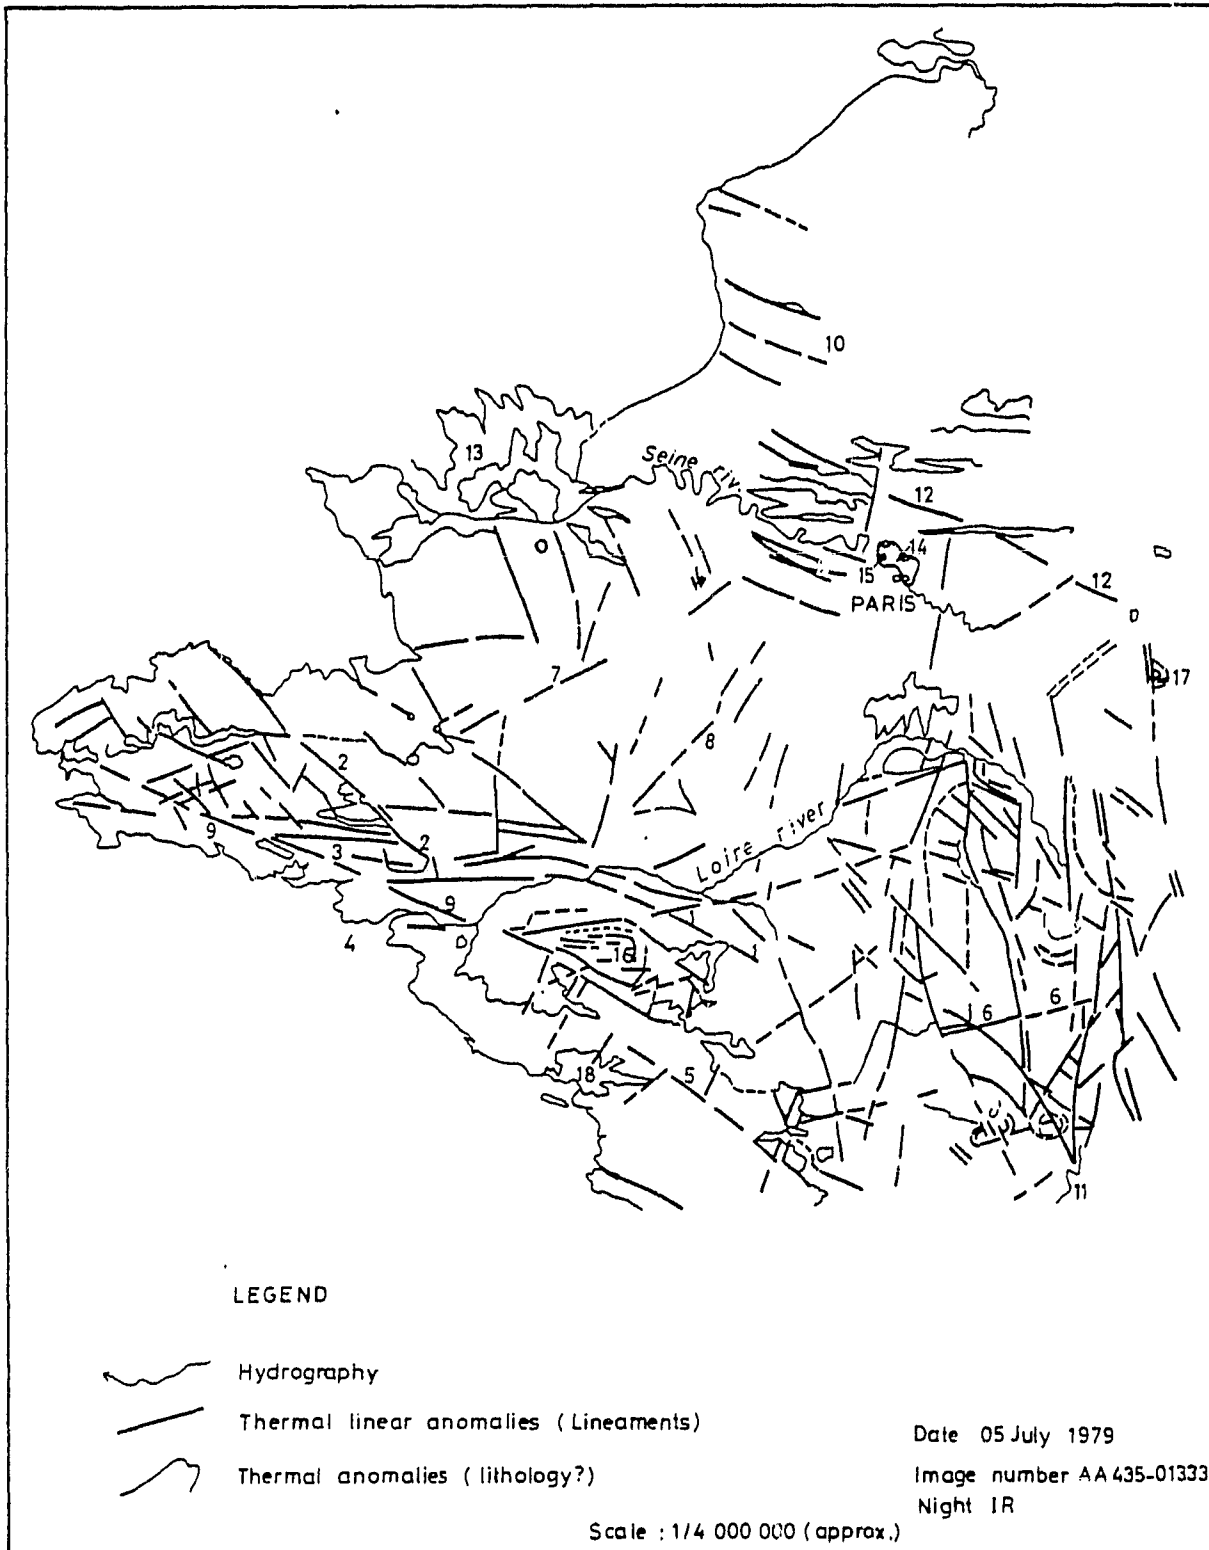 10
13
Seine riv
12
14
15
PARIS
12
17
7
8
2
Loire river
9
3
2
9
4
16
6
6
18
5
11
LEGEND
Hydrography
Thermal linear anomalies (Lineaments)
Thermal anomalies (lithology?)
Date 05 July 1979
Image number AA435-01333
Night IR
Scale : 1/4 000 000 (approx.)